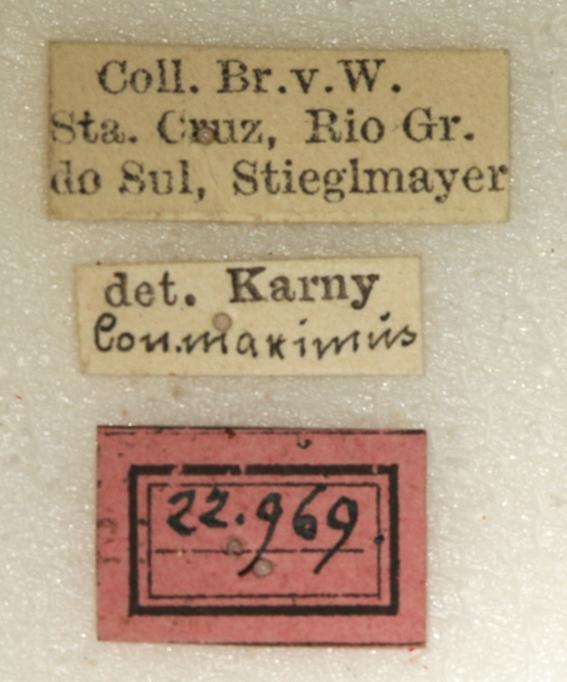 Coll. Br.v.W.
Sta. Cruz, Rio Gr.
do Sul, Stieglmayer
det. Karny
Con.maximus
22.969.